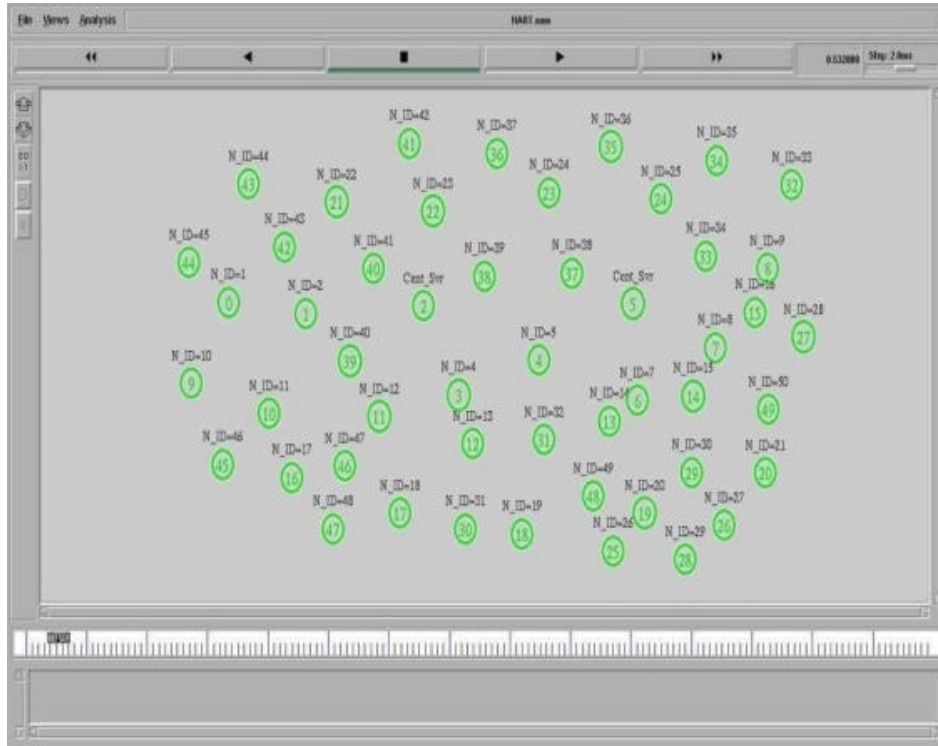 File Views Analysis
HART.nam
0.532000 Step: 2.0ms
N_ID=42
41
N_ID=37
36
N_ID=36
35
N_ID=35
34
N_ID=33
32
N_ID=44
43
N_ID=22
21
N_ID=23
22
N_ID=24
23
N_ID=25
24
N_ID=43
42
N_ID=41
40
N_ID=39
38
N_ID=38
37
N_ID=34
33
N_ID=9
8
N_ID=45
44
N_ID=1
0
N_ID=2
1
Cent_Svr
2
Cent_Svr
5
N_ID=16
15
N_ID=28
27
N_ID=40
39
N_ID=5
4
N_ID=8
7
N_ID=10
9
N_ID=11
10
N_ID=12
11
N_ID=4
3
N_ID=7
6
N_ID=15
14
N_ID=50
49
N_ID=13
12
N_ID=32
31
N_ID=14
13
N_ID=46
45
N_ID=17
16
N_ID=47
46
N_ID=30
29
N_ID=21
20
N_ID=48
47
N_ID=18
17
N_ID=31
30
N_ID=19
18
N_ID=49
48
N_ID=20
19
N_ID=27
26
N_ID=26
25
N_ID=29
28